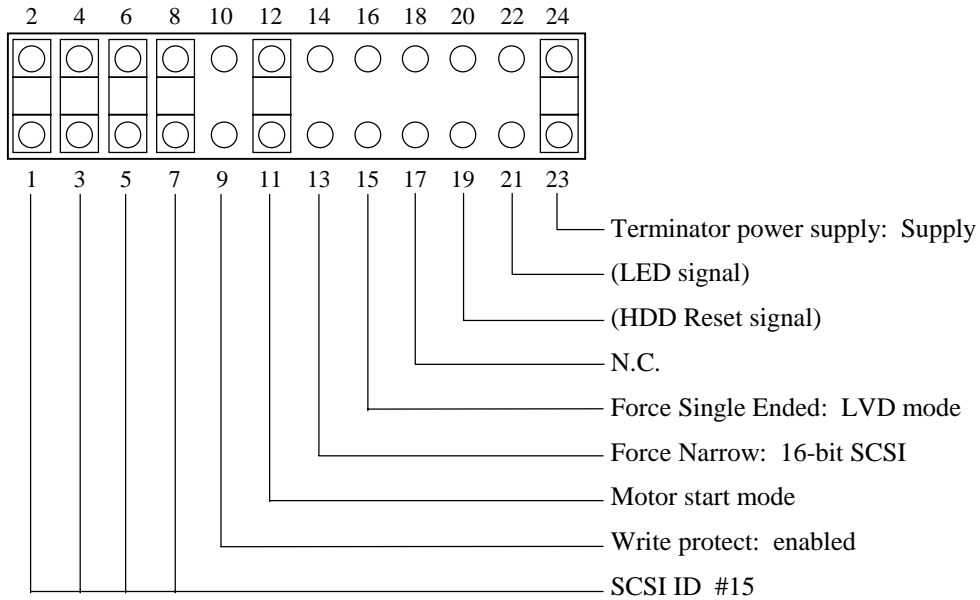 2 4 6 8 10 12 14 16 18 20 22 24
1 3 5 7 9 11 13 15 17 19 21 23
Terminator power supply: Supply
(LED signal)
(HDD Reset signal)
N.C.
Force Single Ended: LVD mode
Force Narrow: 16-bit SCSI
Motor start mode
Write protect: enabled
SCSI ID #15